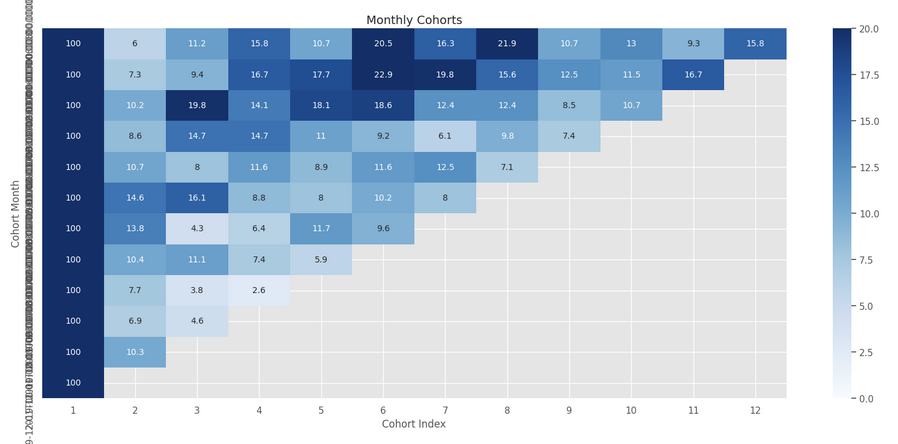 Monthly Cohorts
100 6 11.2 15.8 10.7 20.5 16.3 21.9 10.7 13 9.3 15.8
100 7.3 9.4 16.7 17.7 22.9 19.8 15.6 12.5 11.5 16.7
100 10.2 19.8 14.1 18.1 18.6 12.4 12.4 8.5 10.7
100 8.6 14.7 14.7 11 9.2 6.1 9.8 7.4
100 10.7 8 11.6 8.9 11.6 12.5 7.1
100 14.6 16.1 8.8 8 10.2 8
100 13.8 4.3 6.4 11.7 9.6
100 10.4 11.1 7.4 5.9
100 7.7 3.8 2.6
100 6.9 4.6
100 10.3
100
1 2 3 4 5 6 7 8 9 10 11 12
Cohort Index
Cohort Month
20.0
17.5
15.0
12.5
10.0
7.5
5.0
2.5
0.0